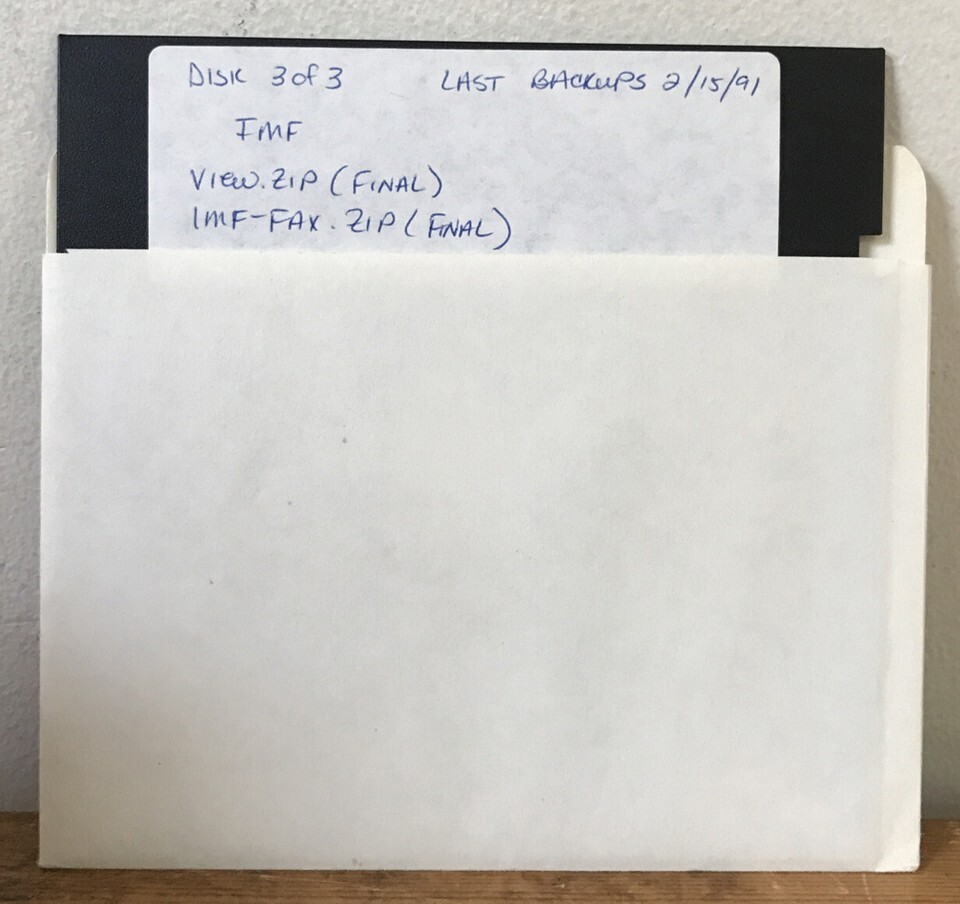 DISK 3 of 3 LAST BACKUPS 2/15/91
IMF
VIEW.ZIP (FINAL)
IMF-FAX.ZIP (FINAL)